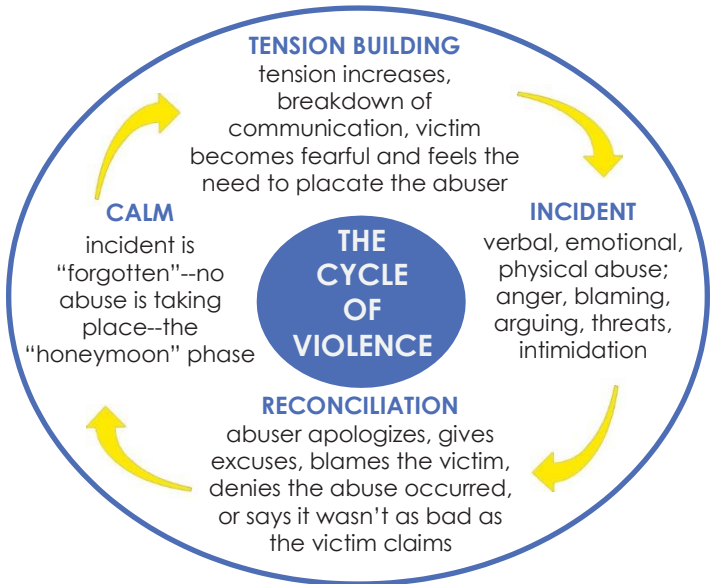 TENSION BUILDING
tension increases,
breakdown of
communication, victim
becomes fearful and feels the
need to placate the abuser
INCIDENT
verbal, emotional,
physical abuse;
anger, blaming,
arguing, threats,
intimidation
RECONCILIATION
abuser apologizes, gives
excuses, blames the victim,
denies the abuse occurred,
or says it wasn't as bad as
the victim claims
CALM
incident is
“forgotten”--no
abuse is taking
place--the
“honeymoon” phase
THE
CYCLE
OF
VIOLENCE